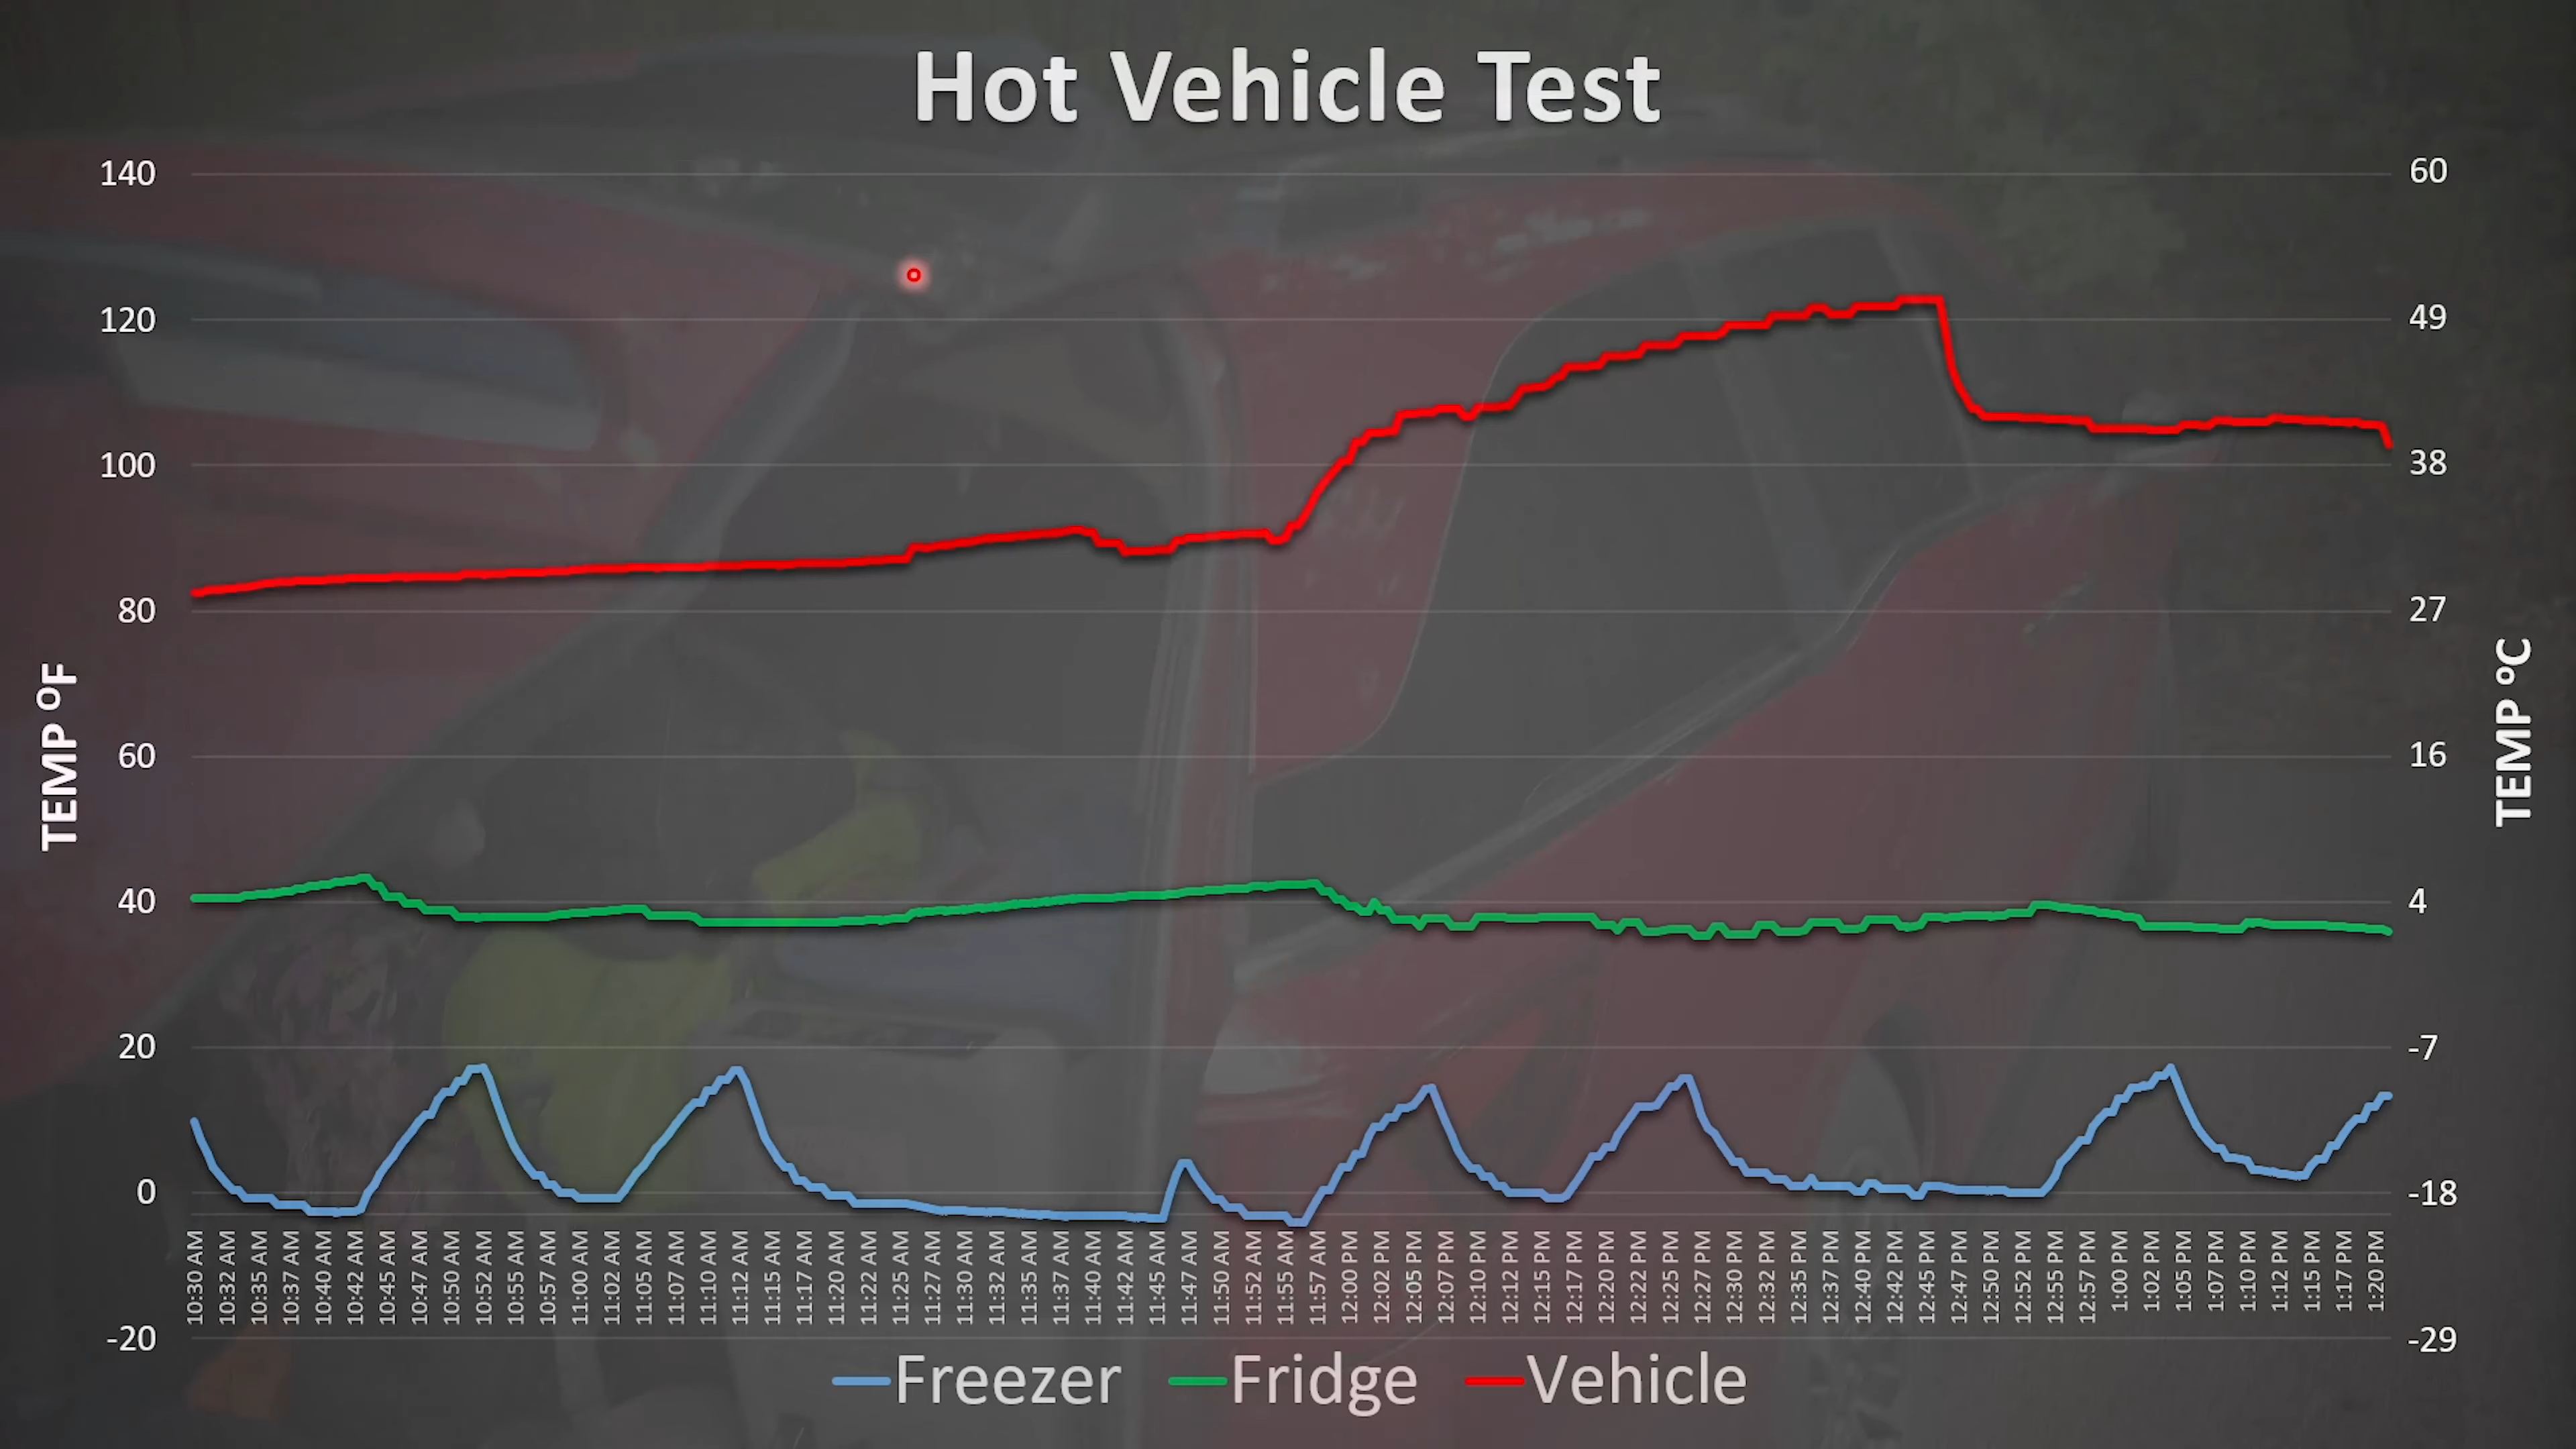 Hot Vehicle Test
140
120
100
80
60
40
20
0
-20
TEMP ºF
60
49
38
27
16
4
-7
-18
-29
TEMP ºC
10:30 AM
10:32 AM
10:35 AM
10:37 AM
10:40 AM
10:42 AM
10:45 AM
10:47 AM
10:50 AM
10:52 AM
10:55 AM
10:57 AM
11:00 AM
11:02 AM
11:05 AM
11:07 AM
11:10 AM
11:12 AM
11:15 AM
11:17 AM
11:20 AM
11:22 AM
11:25 AM
11:27 AM
11:30 AM
11:32 AM
11:35 AM
11:37 AM
11:40 AM
11:42 AM
11:45 AM
11:47 AM
11:50 AM
11:52 AM
11:55 AM
11:57 AM
12:00 PM
12:02 PM
12:05 PM
12:07 PM
12:10 PM
12:12 PM
12:15 PM
12:17 PM
12:20 PM
12:22 PM
12:25 PM
12:27 PM
12:30 PM
12:32 PM
12:35 PM
12:37 PM
12:40 PM
12:42 PM
12:45 PM
12:47 PM
12:50 PM
12:52 PM
12:55 PM
12:57 PM
1:00 PM
1:02 PM
1:05 PM
1:07 PM
1:10 PM
1:12 PM
1:15 PM
1:17 PM
1:20 PM
Freezer Fridge Vehicle